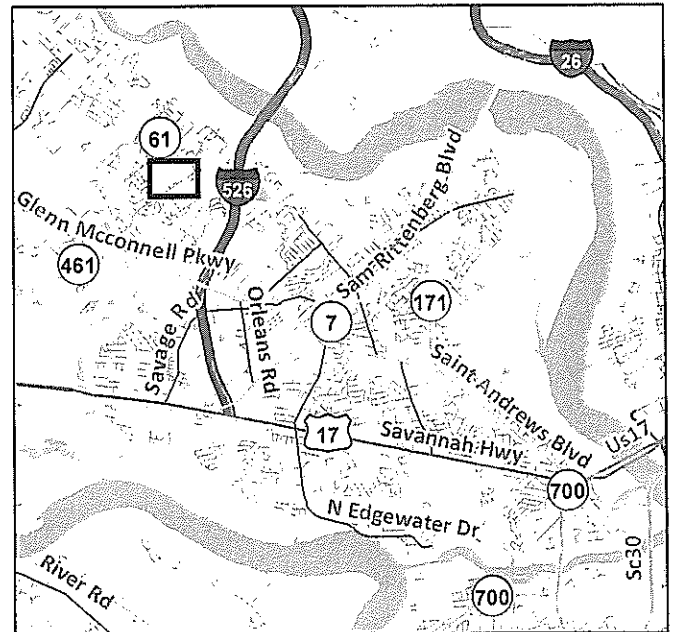 26
61
526
Glenn Mcconnell Pkwy
461
Sam Rittenberg Blvd
Savage Rd
Orleans Rd
7
171
Saint Andrews Blvd
17
Savannah Hwy
Us17
700
N Edgewater Dr
Sc30
River Rd
700